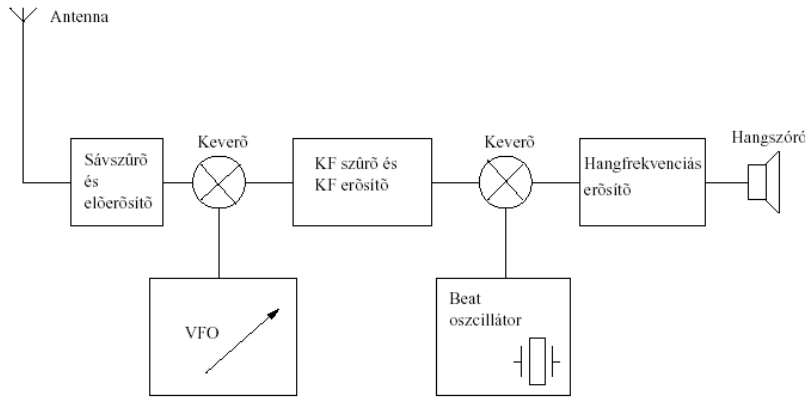 Antenna
Sávszûrõ
és
elõerõsítõ
Keverõ
KF szûrõ és
KF erõsítõ
Keverõ
Hangfrekvenciás
erõsítõ
Hangszóró
VFO
Beat
oszcillátor